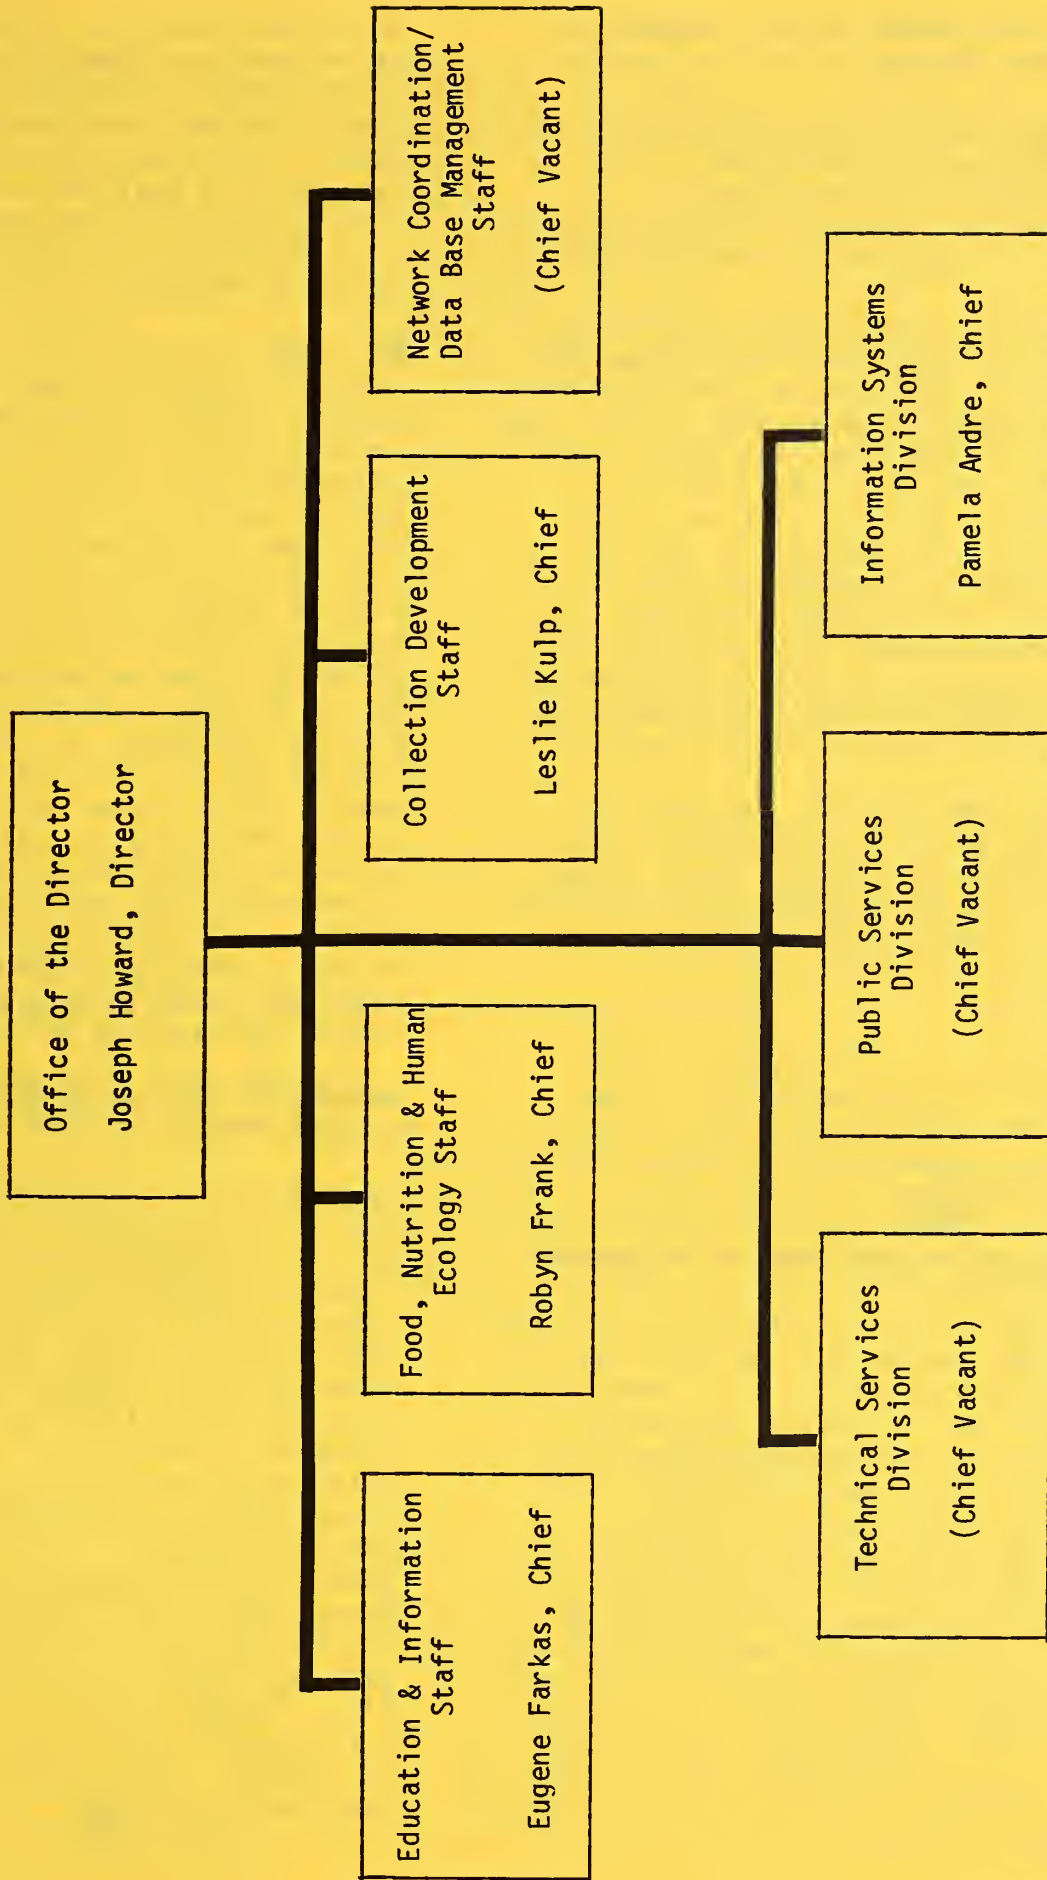 Office of the Director
Joseph Howard, Director
Education & Information
Staff
Eugene Farkas, Chief
Food, Nutrition & Human
Ecology Staff
Robyn Frank, Chief
Collection Development
Staff
Leslie Kulp, Chief
Network Coordination/
Data Base Management
Staff
(Chief Vacant)
Technical Services
Division
(Chief Vacant)
Public Services
Division
(Chief Vacant)
Information Systems
Division
Pamela Andre, Chief